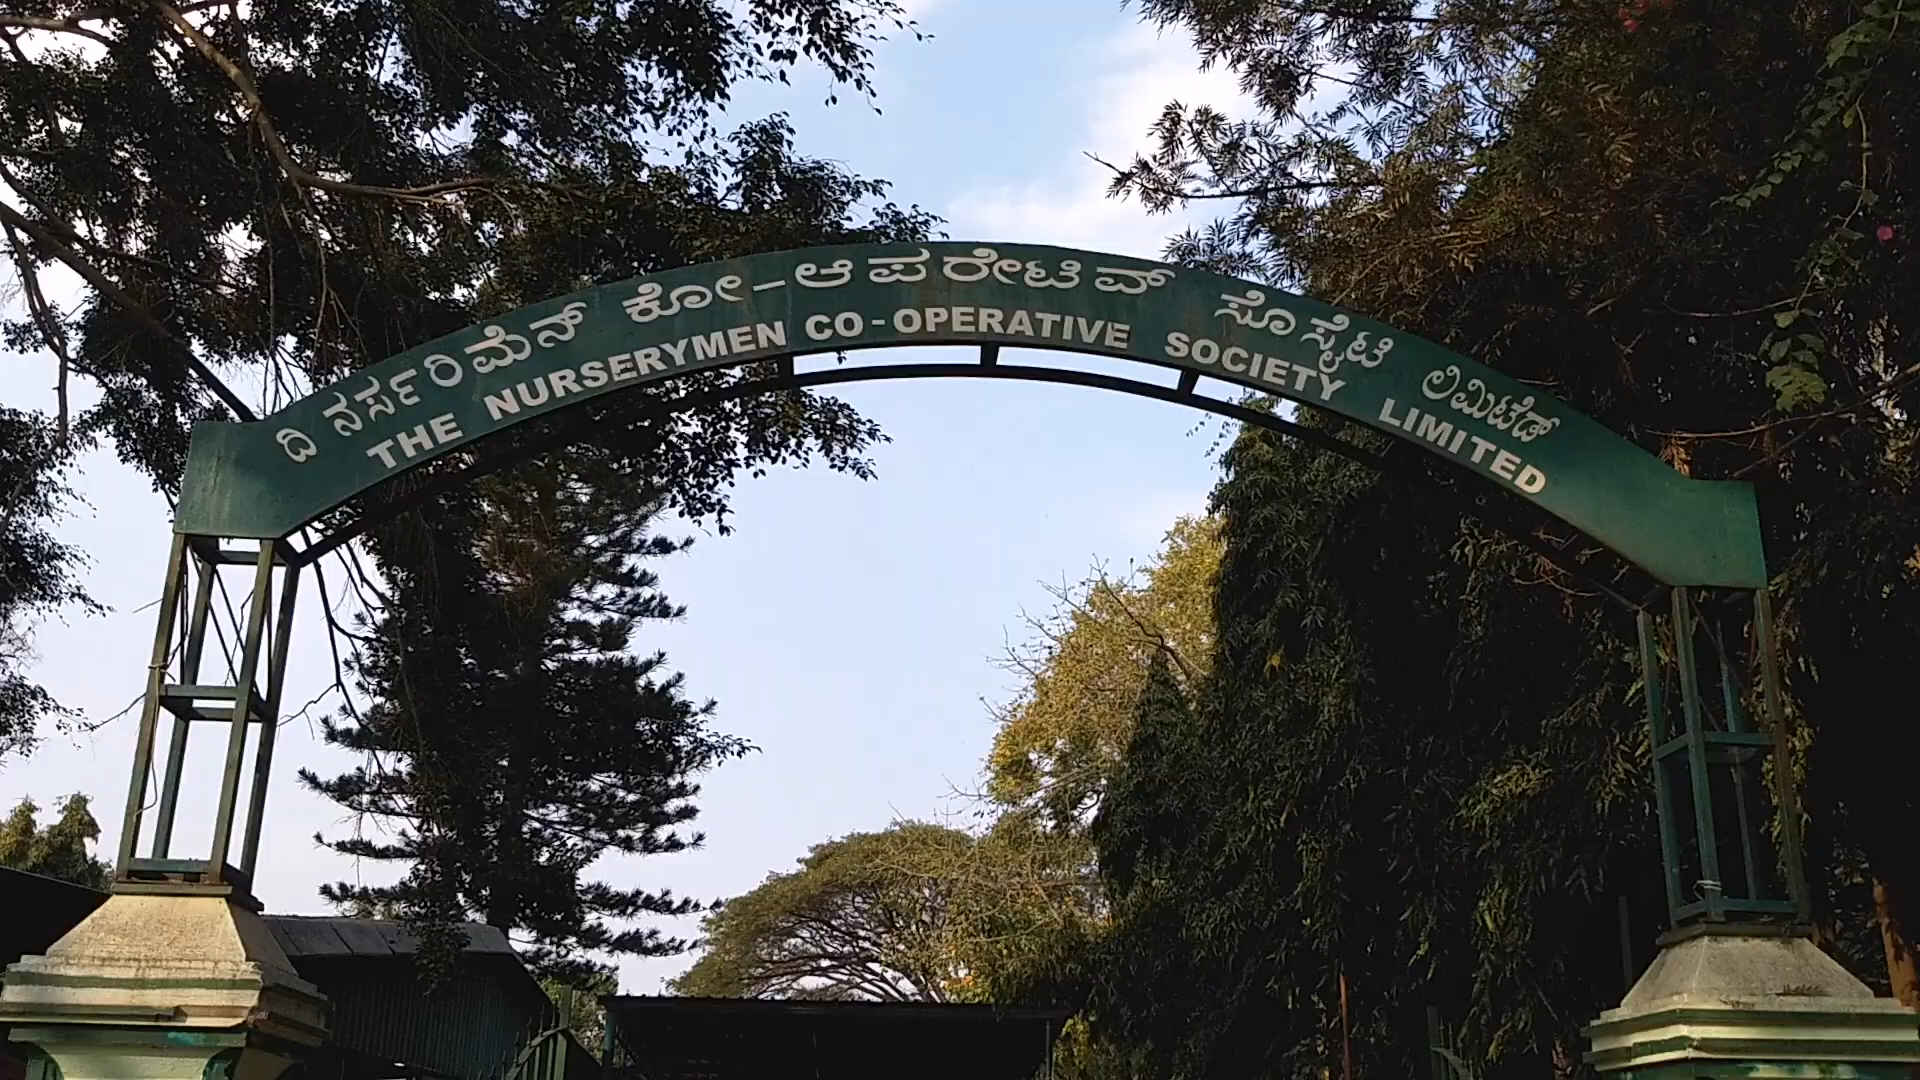 ದಿ ನರ್ಸರಿಮೆನ್ ಕೋ-ಆಪರೇಟಿವ್ ಸೊಸೈಟಿ ಲಿಮಿಟೆಡ್
THE NURSERYMEN CO-OPERATIVE SOCIETY LIMITED